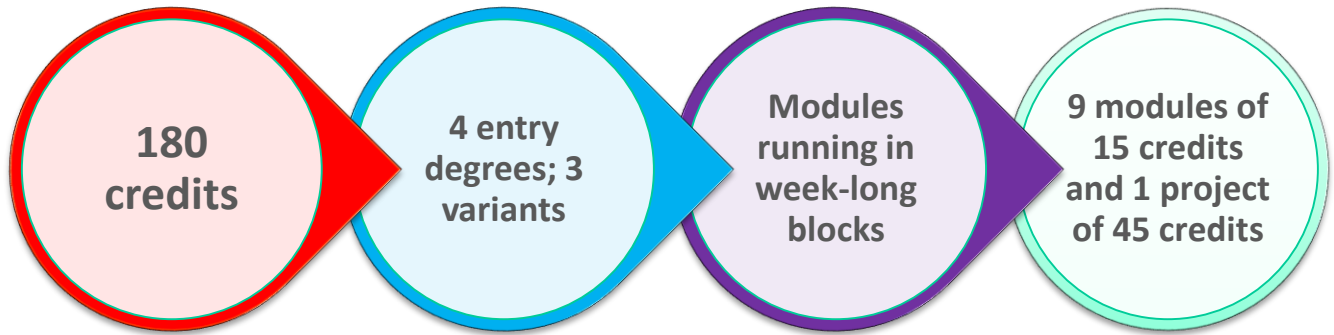 180
credits
4 entry
degrees; 3
variants
Modules
running in
week-long
blocks
9 modules of
15 credits
and 1 project
of 45 credits